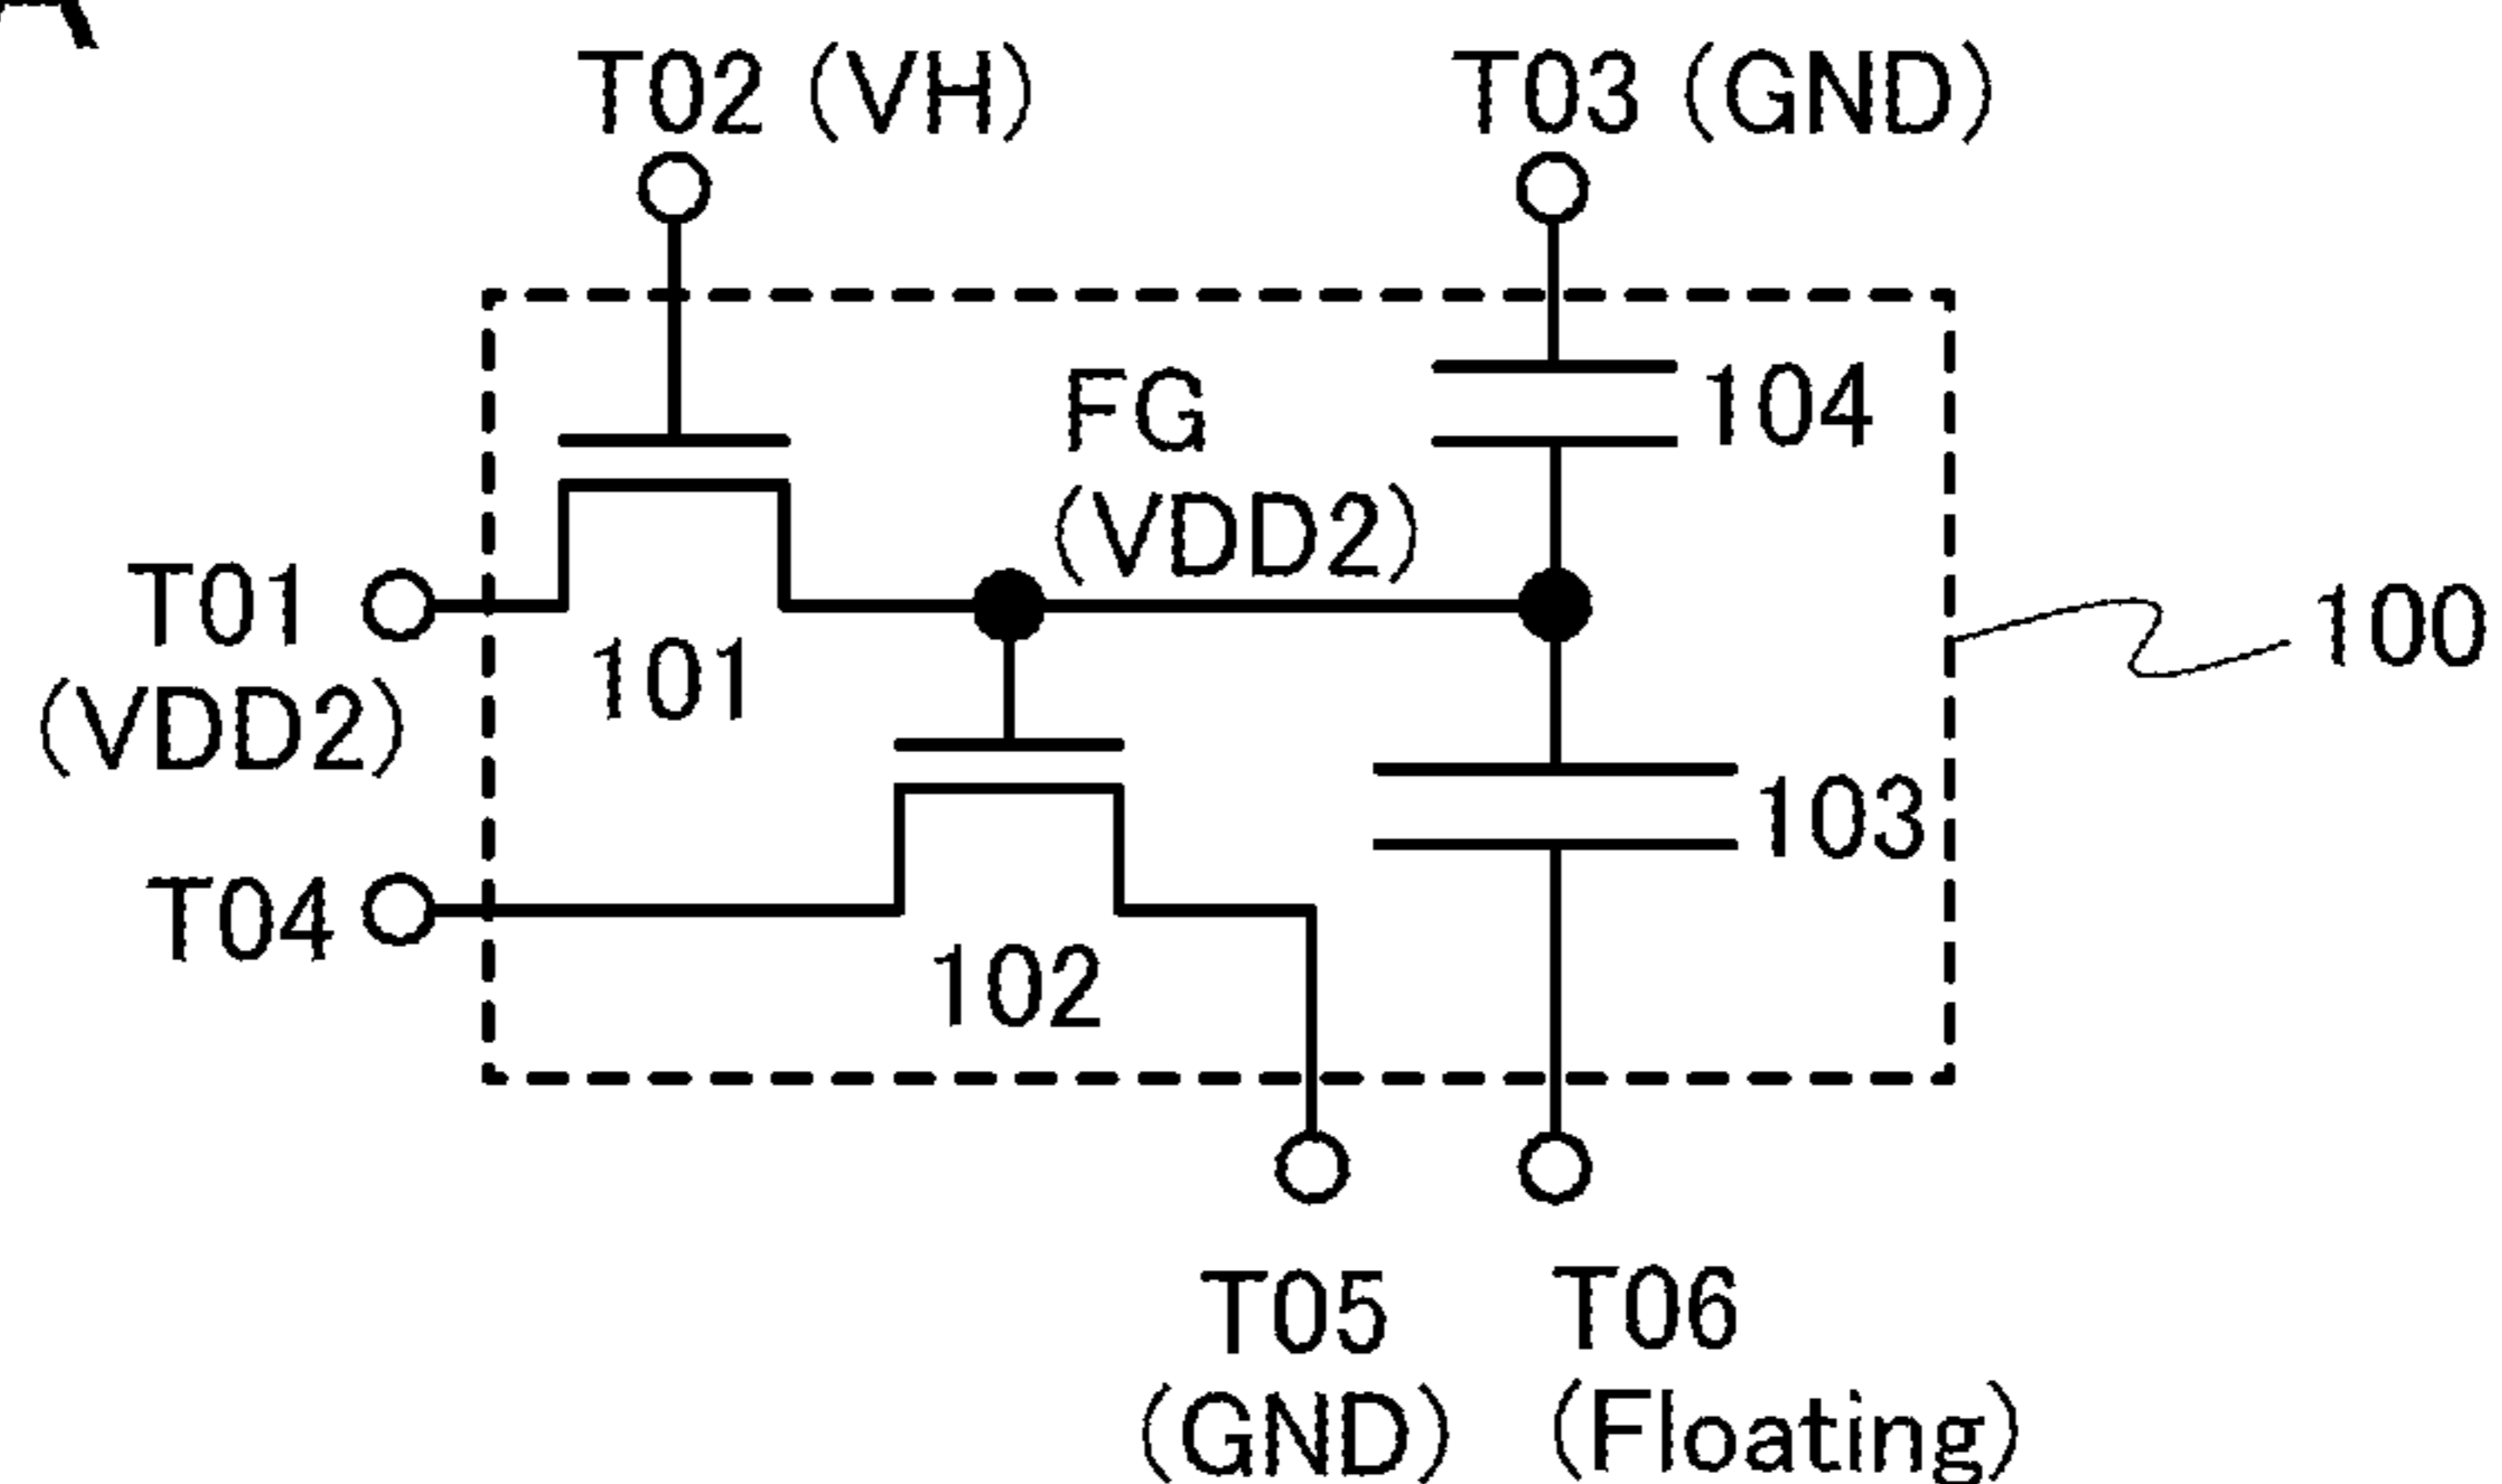 T02 (VH)
T03 (GND)
104
FG
(VDD2)
T01
(VDD2)
101
100
103
T04
102
T05
(GND)
T06
(Floating)